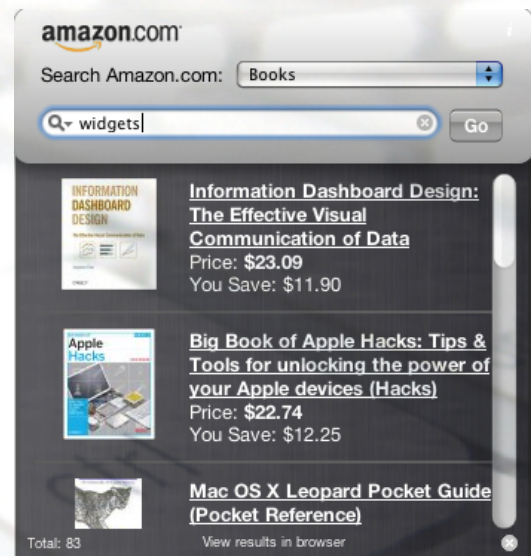 amazon.com
Search Amazon.com: Books
widgets
Go
INFORMATION
DASHBOARD
DESIGN
Information Dashboard Design:
The Effective Visual
Communication of Data
Price: $23.09
You Save: $11.90
Apple
Hacks
Big Book of Apple Hacks: Tips &
Tools for unlocking the power of
your Apple devices (Hacks)
Price: $22.74
You Save: $12.25
Mac OS X Leopard Pocket Guide
(Pocket Reference)
Total: 83
View results in browser